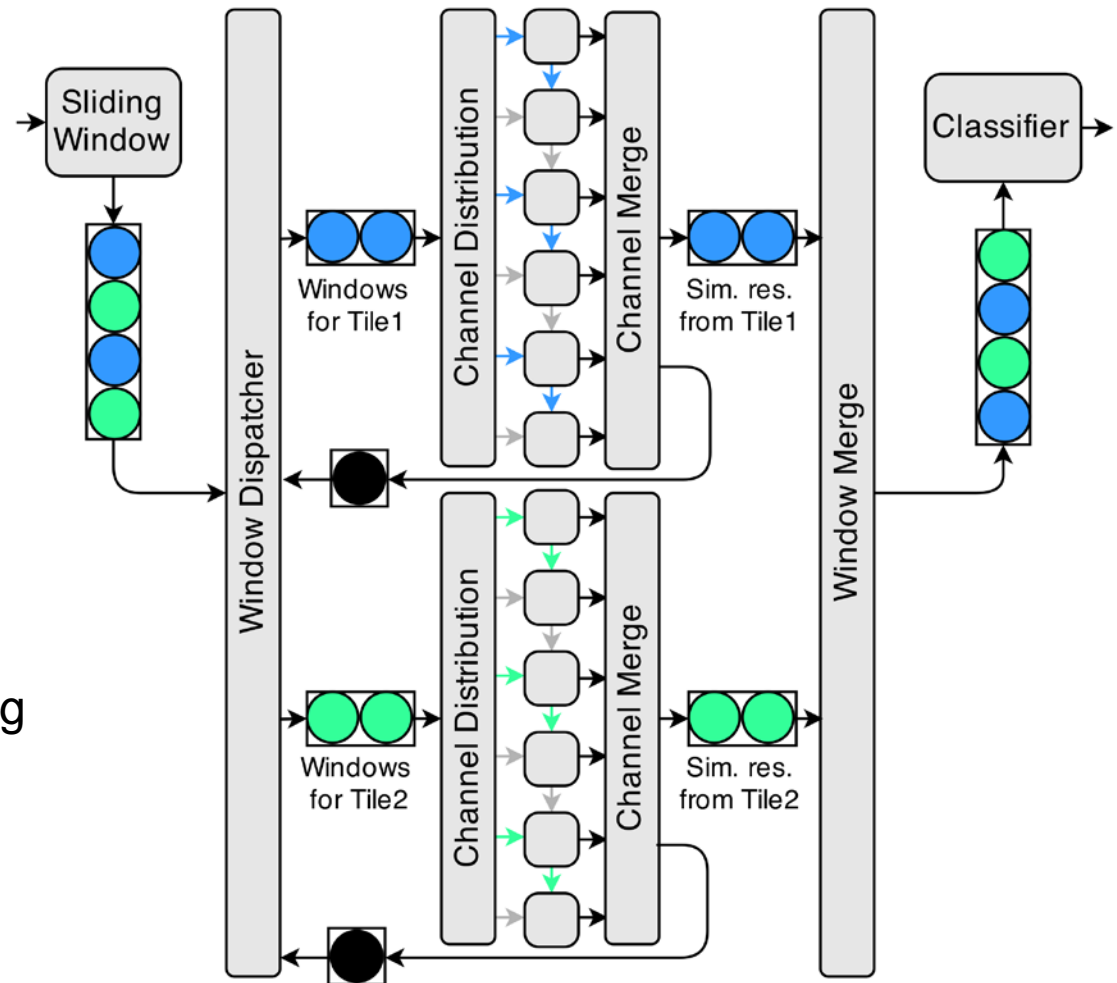 Sliding
Window
Window Dispatcher
Windows
for Tile1
Channel Distribution
Channel Merge
Sim. res.
from Tile1
Windows
for Tile2
Channel Distribution
Channel Merge
Sim. res.
from Tile2
Window Merge
Classifier
g